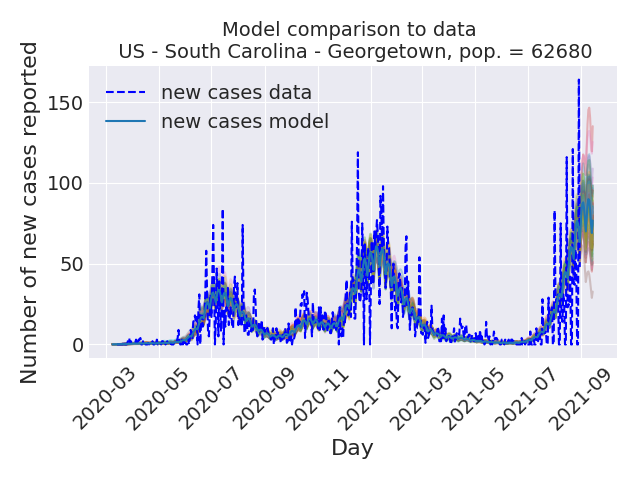 Model comparison to data
US - South Carolina - Georgetown, pop. = 62680
Number of new cases reported
150
100
50
0
new cases data
new cases model
2020-03
2020-05
2020-07
2020-09
2020-11
2021-01
2021-03
2021-05
2021-07
2021-09
Day